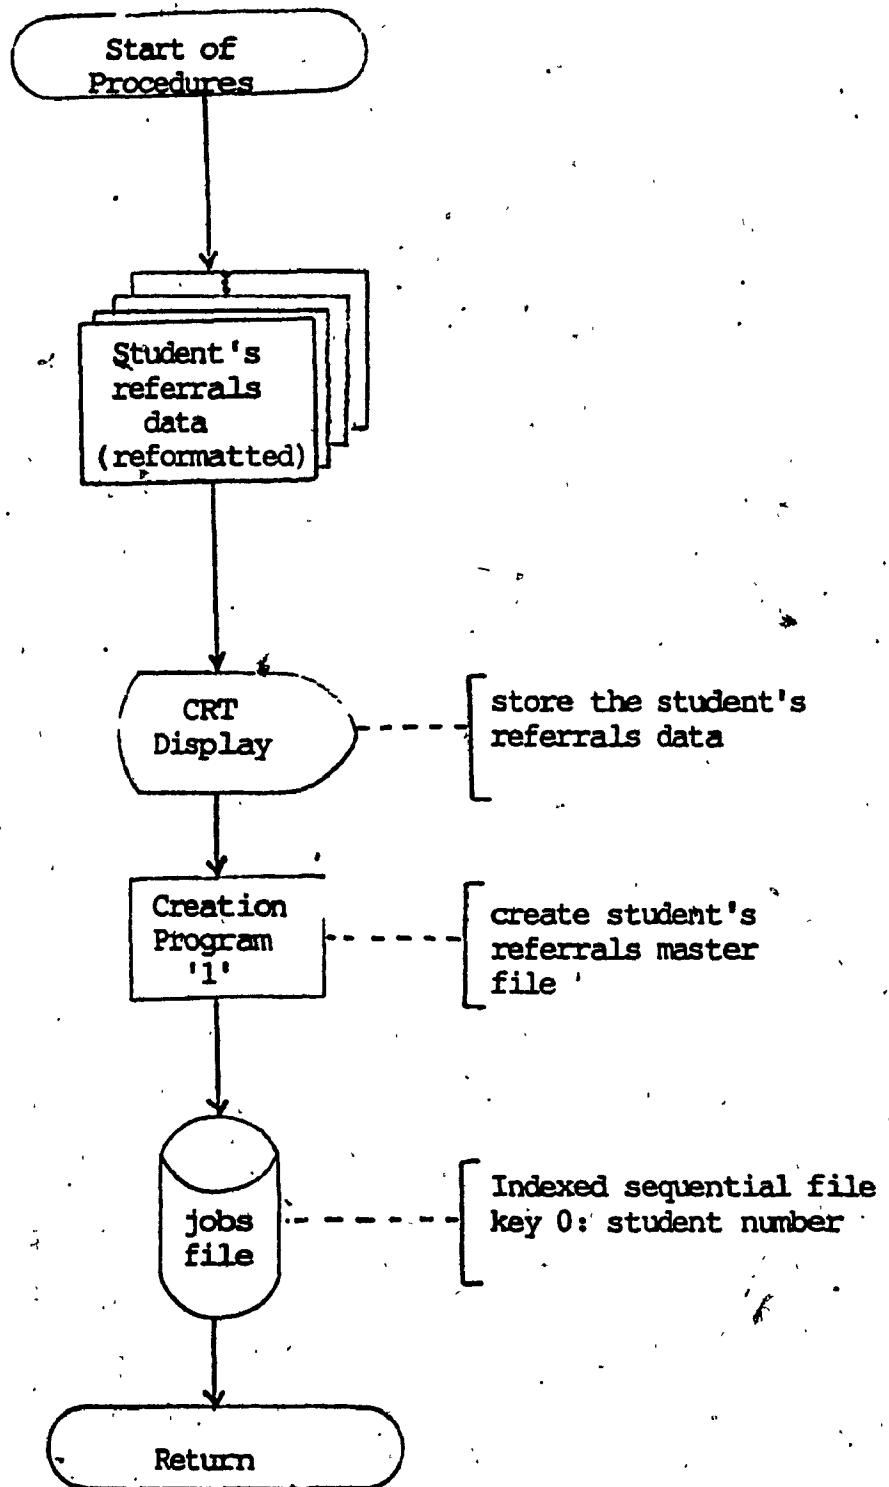 Start of
Procedures
Student's
referrals
data
(reformatted)
CRT
Display
store the student's
referrals data
Creation
Program
'1'
create student's
referrals master
file
jobs
file
Indexed sequential file
key 0: student number
Return